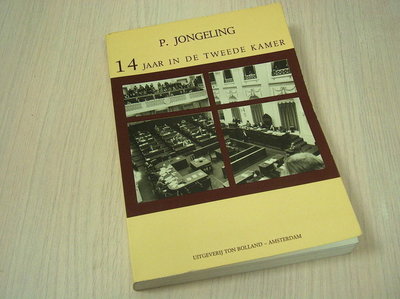 P. JONGELING
14 JAAR IN DE TWEEDE KAMER
UITGEVERIJ TON BOLLAND – AMSTERDAM